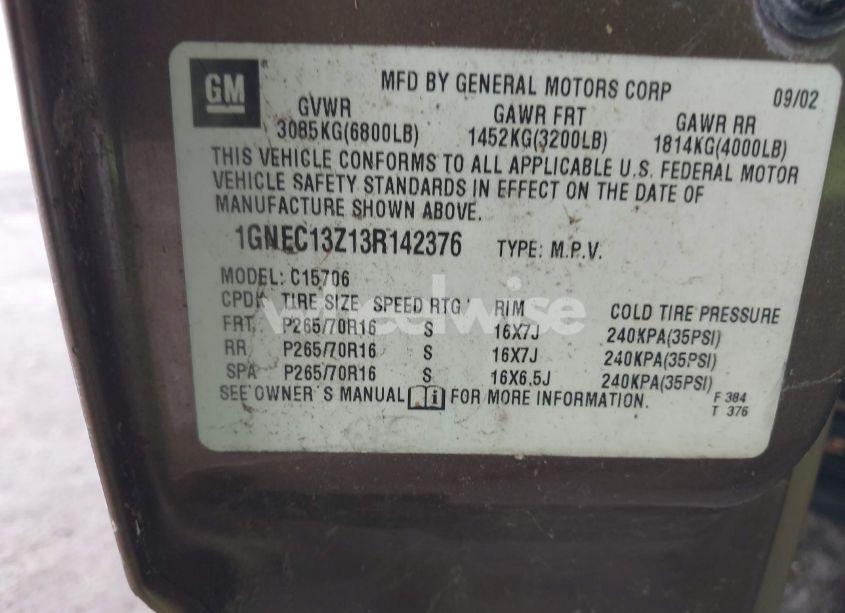 GM
MFD BY GENERAL MOTORS CORP 09/02
GVWR GAWR FRT GAWR RR
3085KG(6800LB) 1452KG(3200LB) 1814KG(4000LB)
THIS VEHICLE CONFORMS TO ALL APPLICABLE U.S. FEDERAL MOTOR
VEHICLE SAFETY STANDARDS IN EFFECT ON THE DATE OF
MANUFACTURE SHOWN ABOVE.
1GNEC13Z13R142376 TYPE: M.P.V.
MODEL: C15706
TIRE SIZE SPEED RTG RIM COLD TIRE PRESSURE
FRT P265/70R16 S 16X7J 240KPA(35PSI)
RR P265/70R16 S 16X7J 240KPA(35PSI)
SPA P265/70R16 S 16X6.5J 240KPA(35PSI)
SEE OWNER'S MANUAL FOR MORE INFORMATION.
F 384
T 376
wheelwise